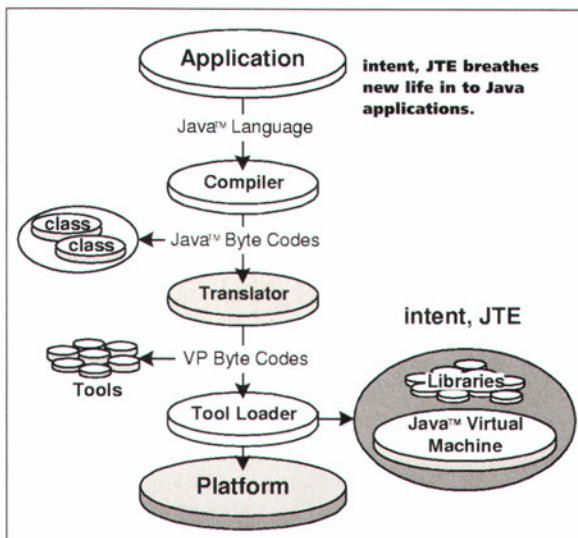 Application
intent, JTE breathes
new life in to Java
applications.
Java™ Language
Compiler
class
class
Java™ Byte Codes
Translator
Tools
VP Byte Codes
intent, JTE
Libraries
Tool Loader
Java™ Virtual
Machine
Platform